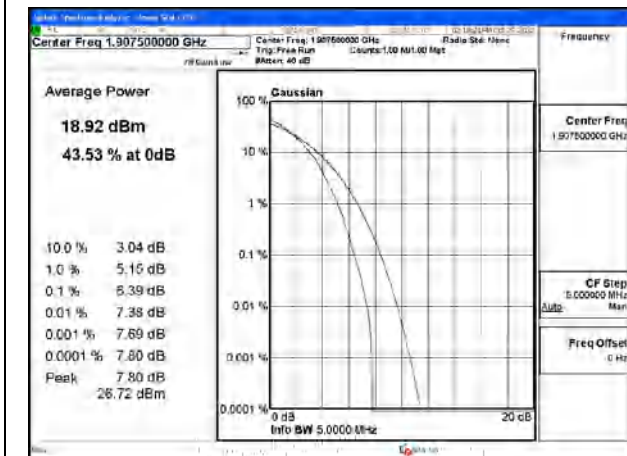 Center Freq 1.907500000 GHz
Center Freq: 1.907500000 GHz
Radio Std: None
Trig: Free Run
Counts:1.00 M/1.00 Mpt
#Atten: 40 dB
Frequency
Average Power
18.92 dBm
43.53 % at 0dB
10.0 % 3.04 dB
1.0 % 5.15 dB
0.1 % 6.39 dB
0.01 % 7.38 dB
0.001 % 7.69 dB
0.0001 % 7.80 dB
Peak 7.80 dB
26.72 dBm
Gaussian
100 %
10 %
1 %
0.1 %
0.01 %
0.001 %
0.0001 %
0 dB
20 dB
Info BW 5.0000 MHz
Center Freq
1.907500000 GHz
CF Step
5.000000 MHz
Auto Man
Freq Offset
0 Hz